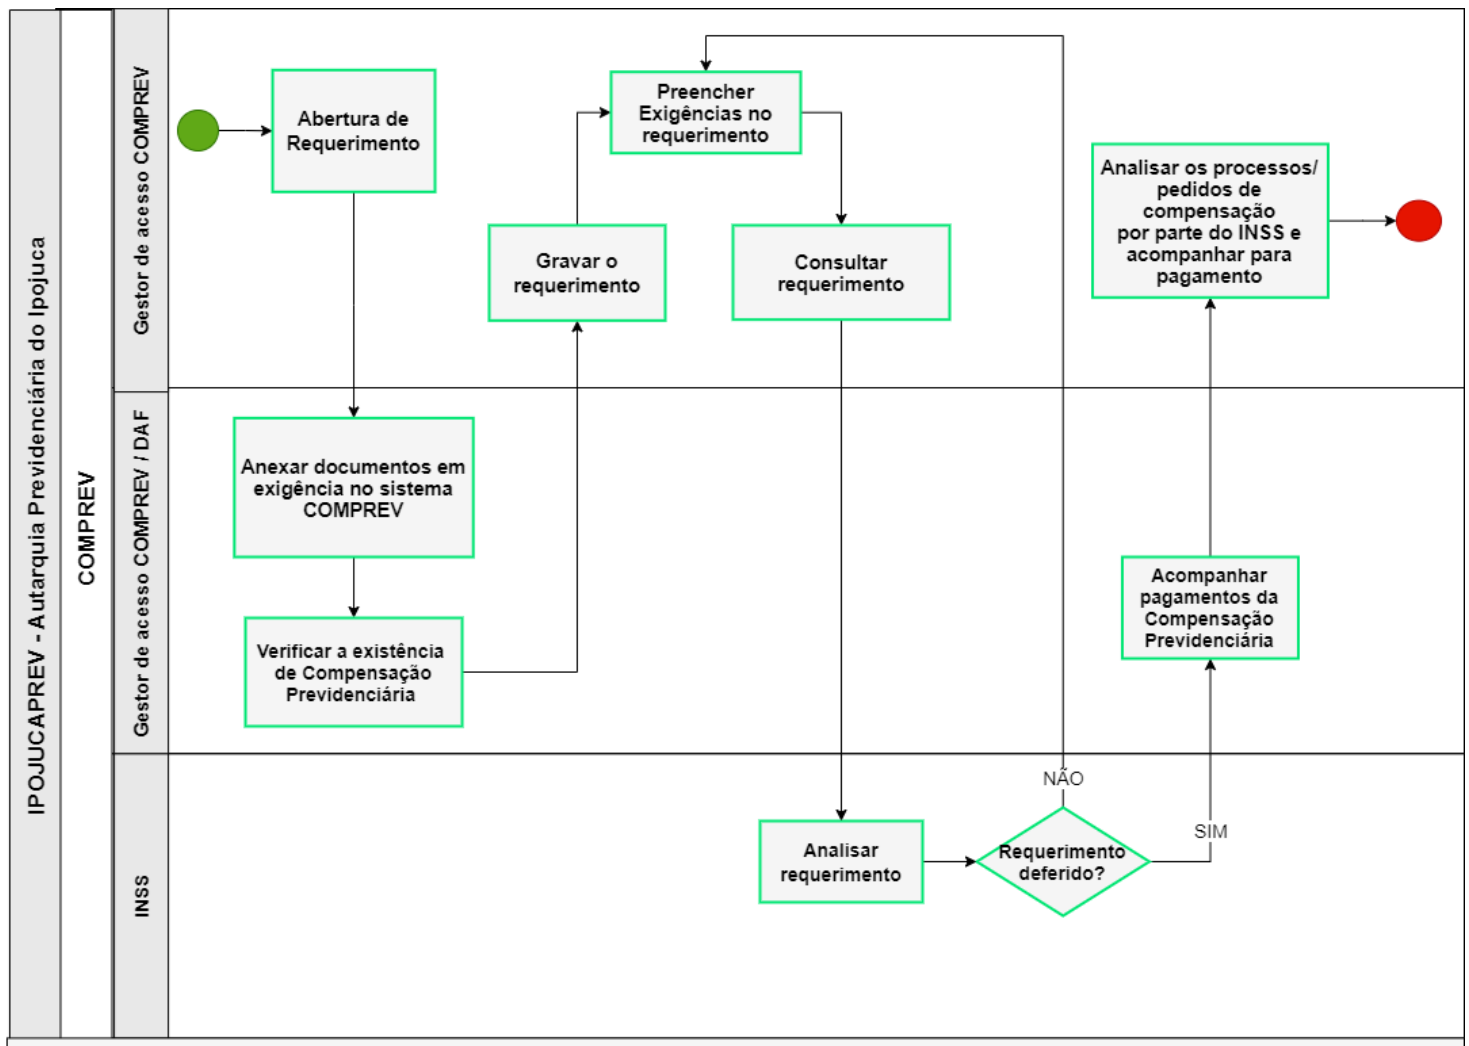 IPOJUCAPREV - Autarquia Previdenciária do Ipojuca
COMPREV
Gestor de acesso COMPREV
Abertura de
Requerimento
Preencher
Exigências no
requerimento
Gravar o
requerimento
Consultar
requerimento
Analisar os processos/
pedidos de
compensação
por parte do INSS e
acompanhar para
pagamento
Gestor de acesso COMPREV / DAF
Anexar documentos em
exigência no sistema
COMPREV
Verificar a existência
de Compensação
Previdenciária
Acompanhar
pagamentos da
Compensação
Previdenciária
INSS
Analisar
requerimento
Requerimento
deferido?
NÃO
SIM